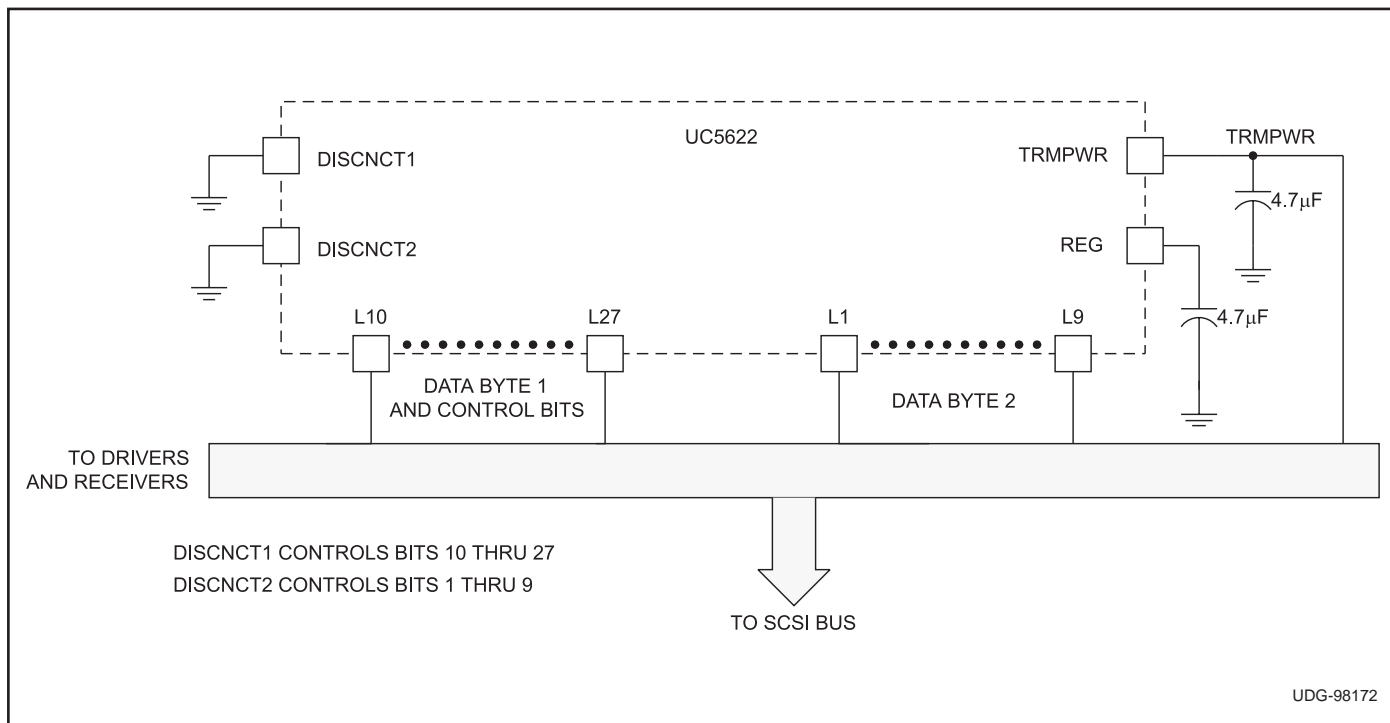 UC5622
DISCNCT1
TRMPWR
TRMPWR
4.7µF
DISCNCT2
REG
4.7µF
L10
L27
L1
L9
DATA BYTE 1
AND CONTROL BITS
DATA BYTE 2
TO DRIVERS
AND RECEIVERS
DISCNCT1 CONTROLS BITS 10 THRU 27
DISCNCT2 CONTROLS BITS 1 THRU 9
TO SCSI BUS
UDG-98172